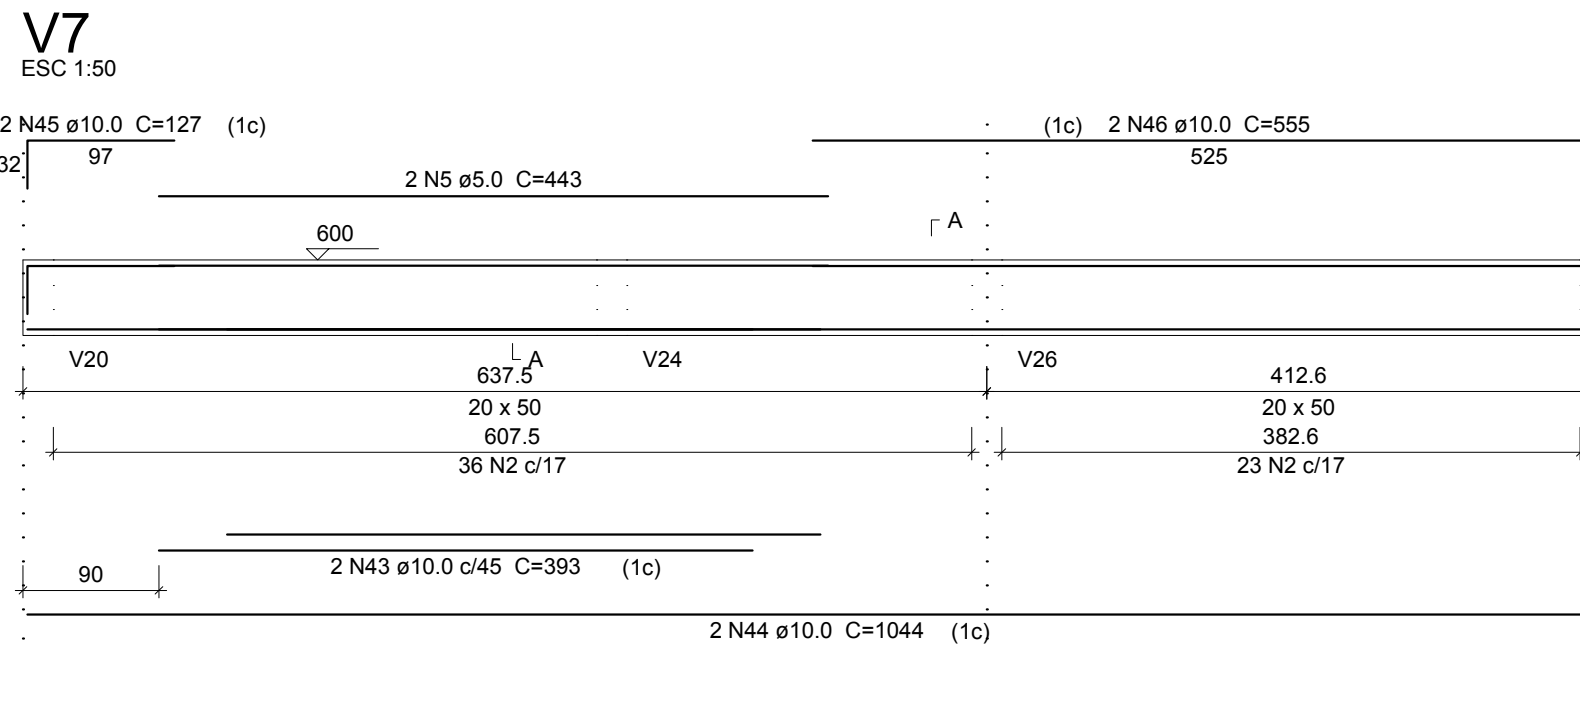 V7
ESC 1:50
2 N45 ø10.0 C=127 (1c)
(1c) 2 N46 ø10.0 C=555
32
97
525
2 N5 ø5.0 C=443
A
600
V20
A
V24
V26
637.5
412.6
20 x 50
20 x 50
607.5
382.6
36 N2 c/17
23 N2 c/17
2 N43 ø10.0 c/45 C=393 (1c)
90
2 N44 ø10.0 C=1044 (1c)